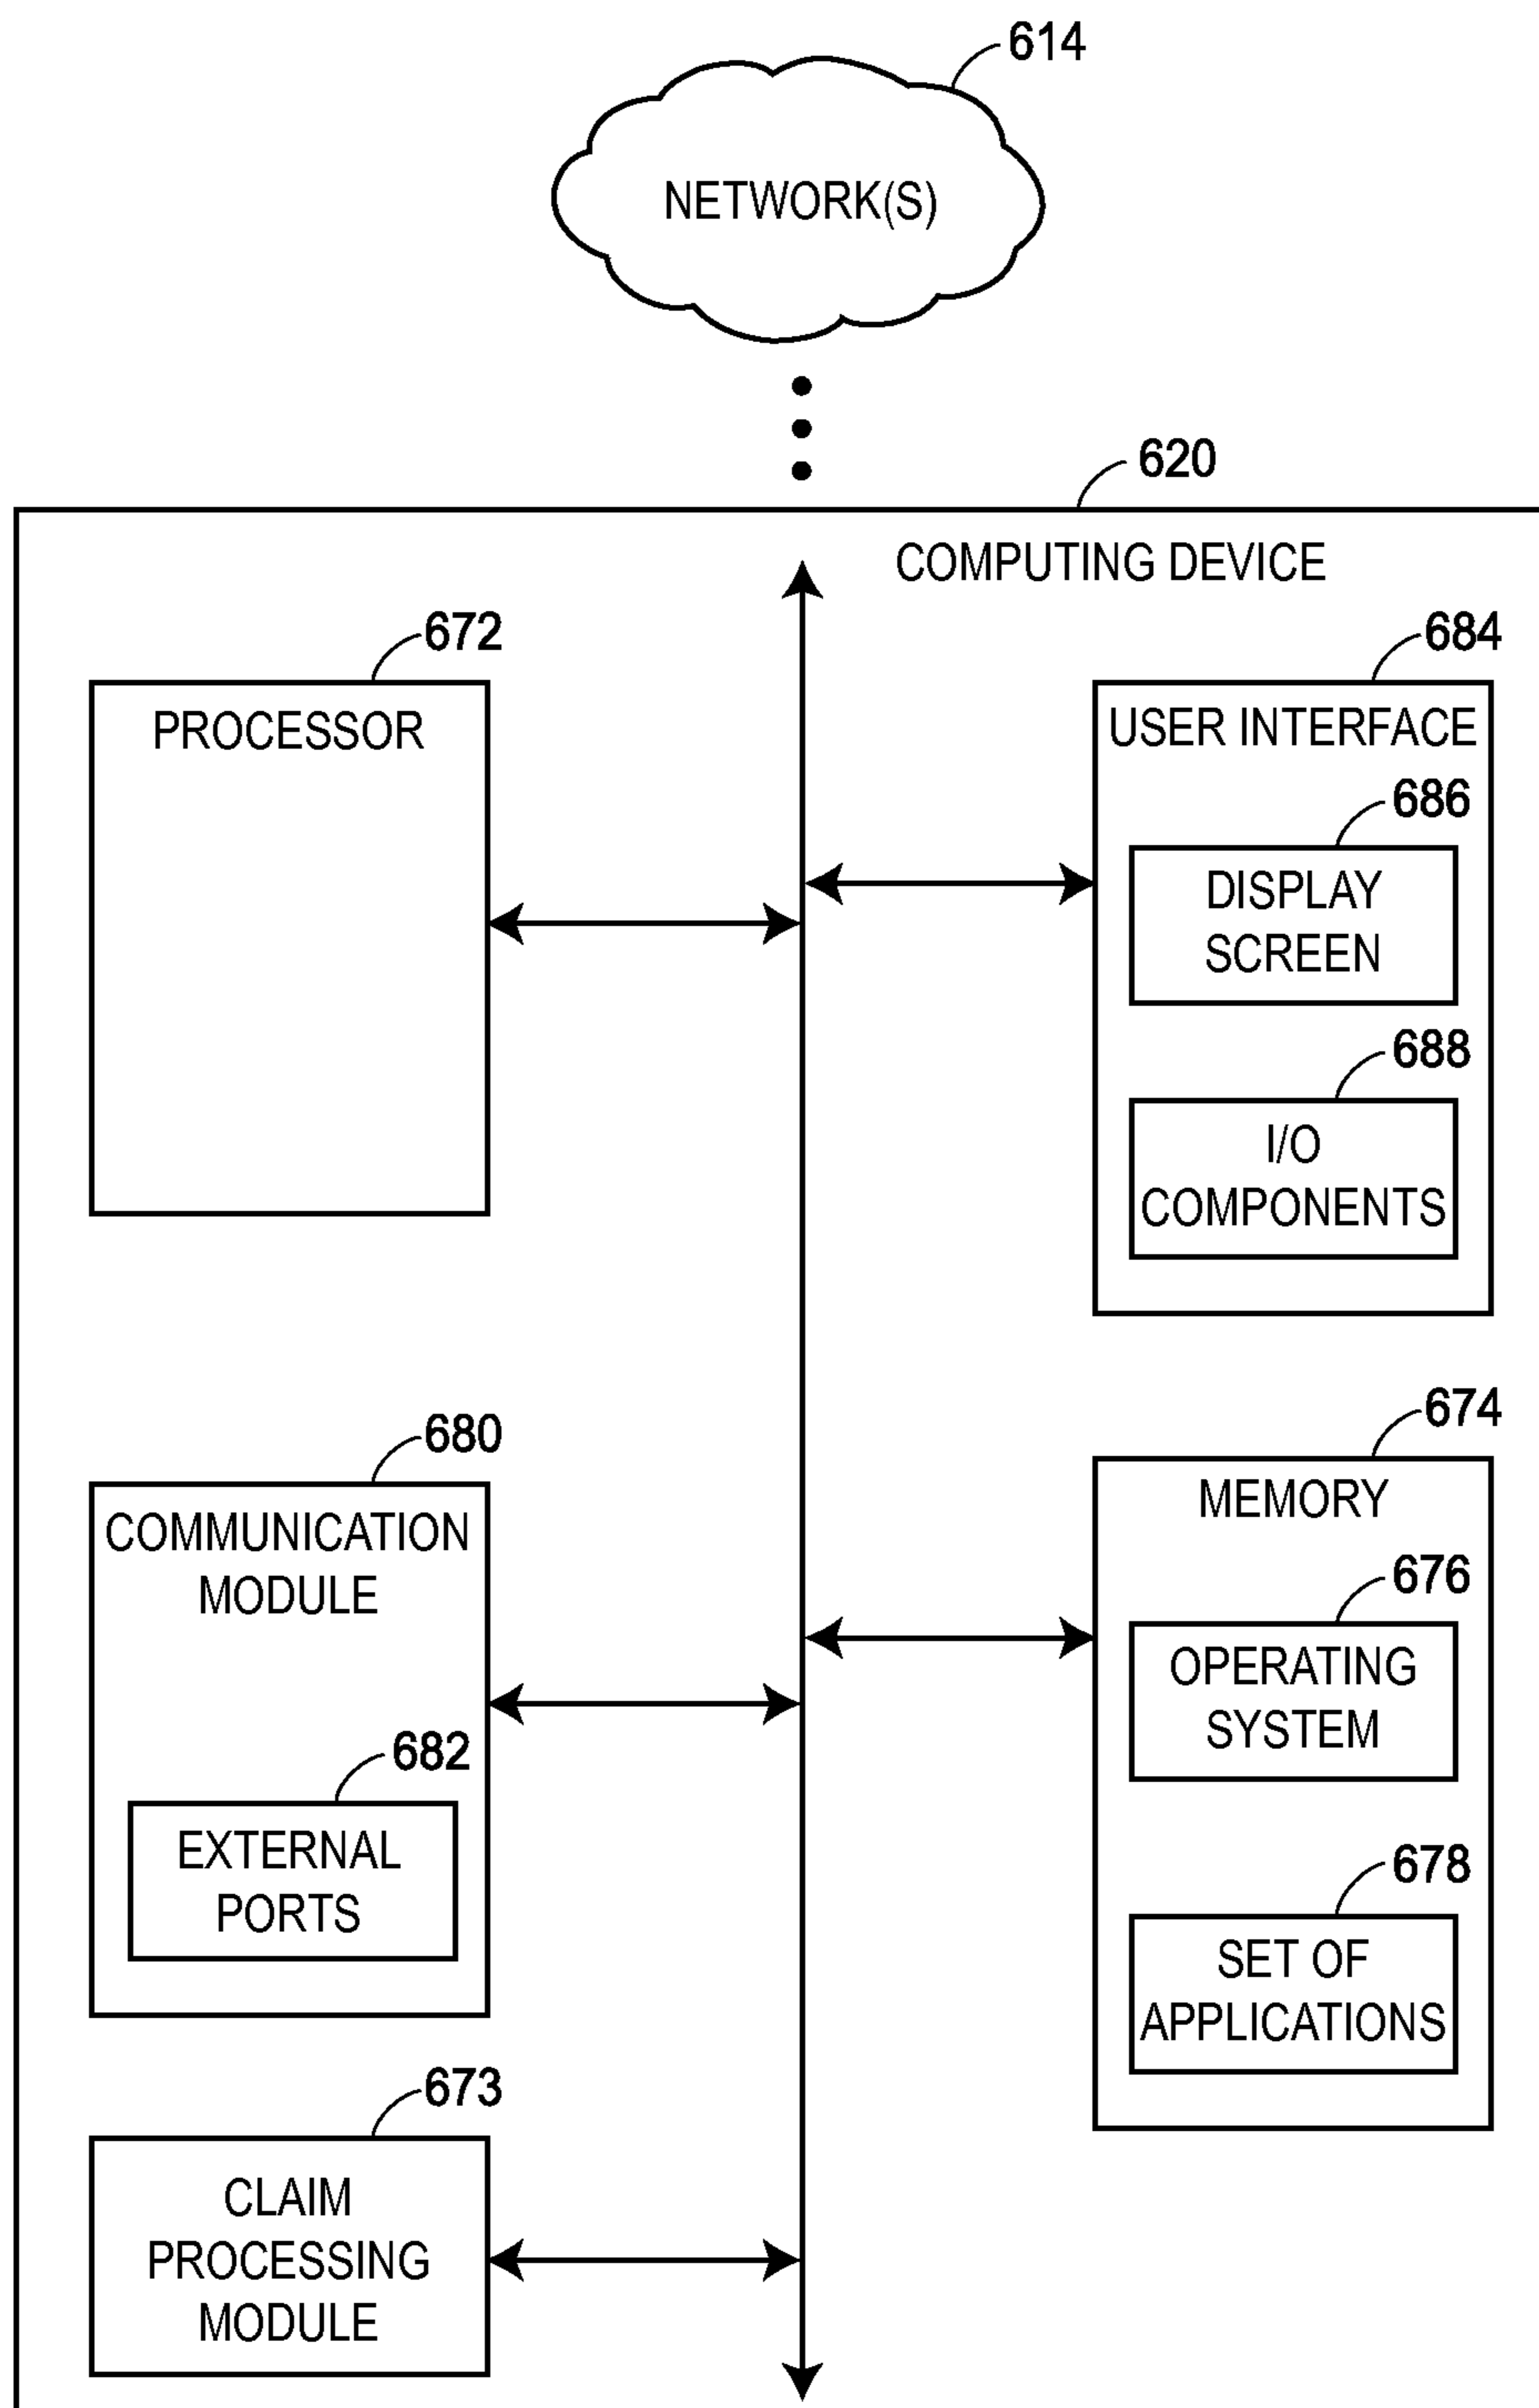 614
NETWORK(S)
620
COMPUTING DEVICE
672
PROCESSOR
684
USER INTERFACE
686
DISPLAY
SCREEN
688
I/O
COMPONENTS
680
COMMUNICATION
MODULE
682
EXTERNAL
PORTS
674
MEMORY
676
OPERATING
SYSTEM
678
SET OF
APPLICATIONS
673
CLAIM
PROCESSING
MODULE